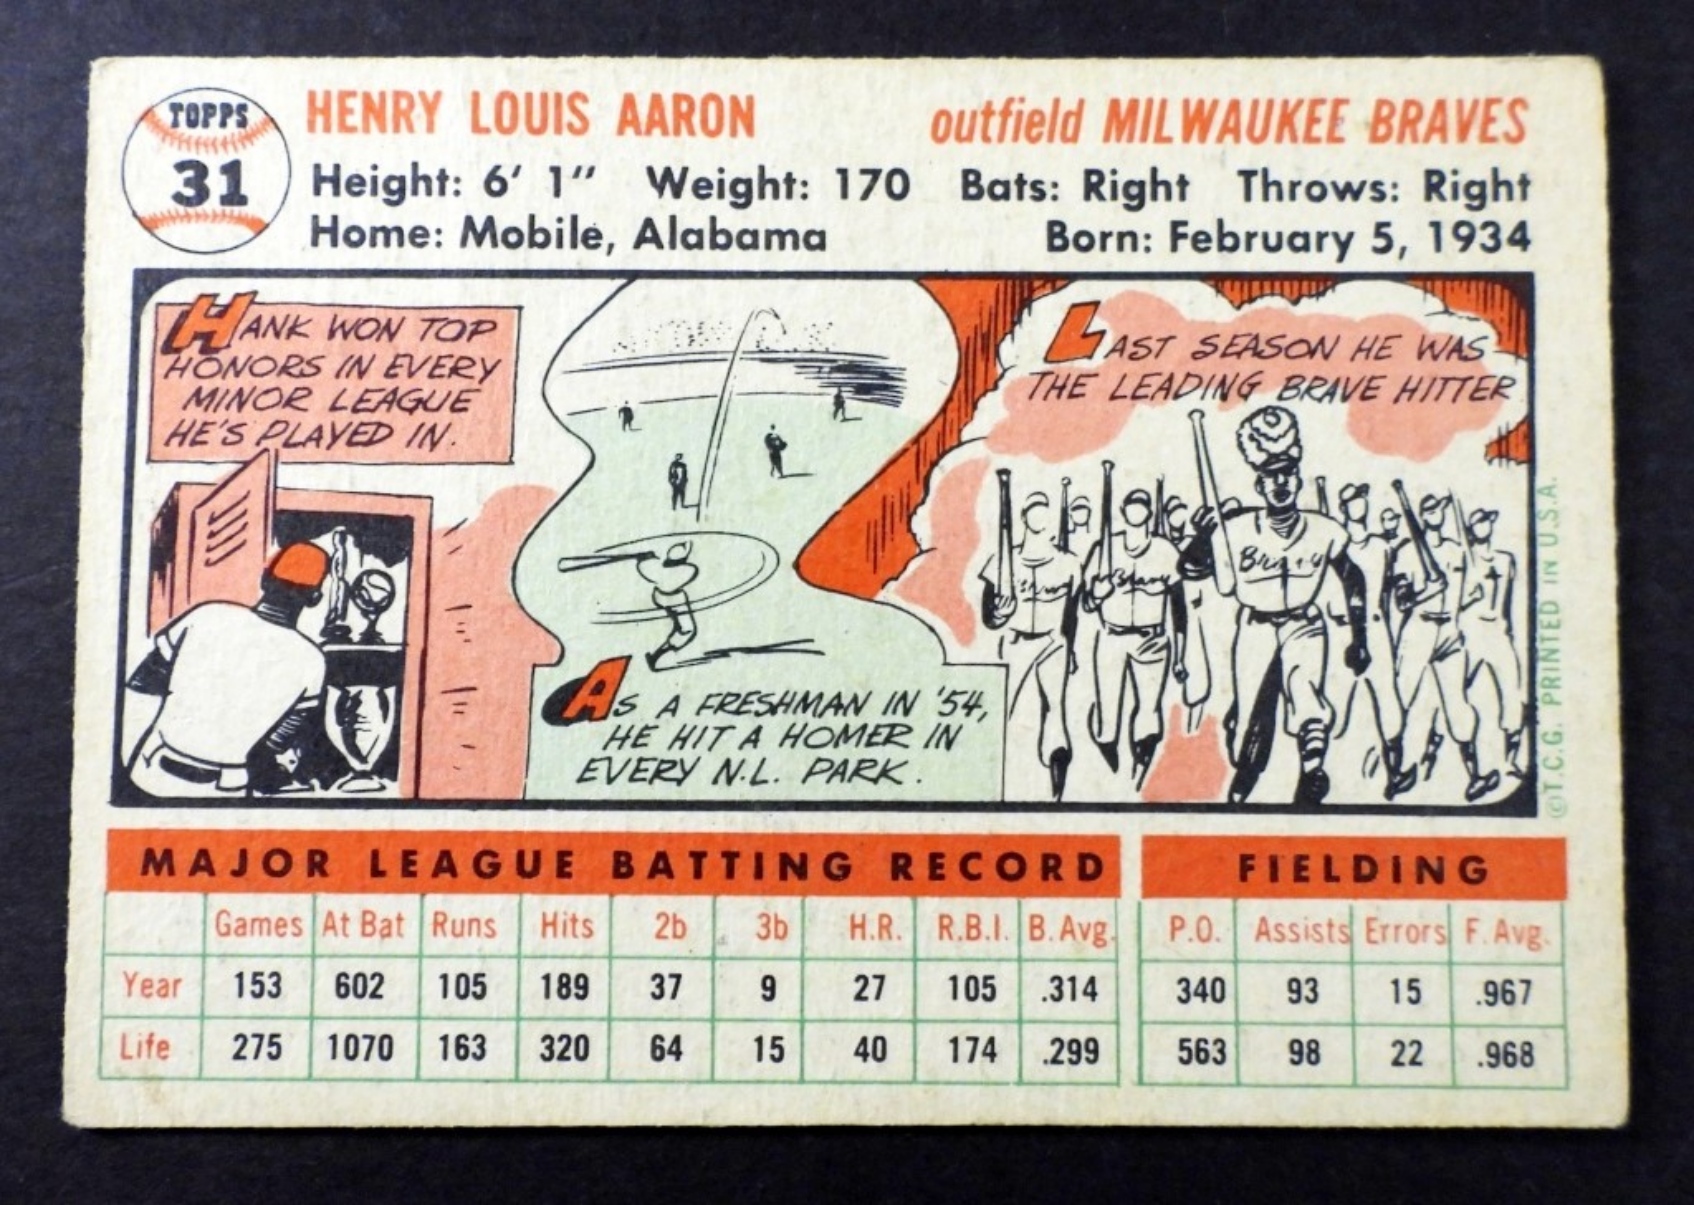 TOPPS
31
HENRY LOUIS AARON outfield MILWAUKEE BRAVES
Height: 6' 1" Weight: 170 Bats: Right Throws: Right
Home: Mobile, Alabama Born: February 5, 1934
HANK WON TOP
HONORS IN EVERY
MINOR LEAGUE
HE'S PLAYED IN.
AS A FRESHMAN IN '54,
HE HIT A HOMER IN
EVERY N.L. PARK.
LAST SEASON HE WAS
THE LEADING BRAVE HITTER
©T.C.G. PRINTED IN U.S.A.
MAJOR LEAGUE BATTING RECORD FIELDING
Games At Bat Runs Hits 2b 3b H.R. R.B.I. B. Avg. P.O. Assists Errors F. Avg.
Year 153 602 105 189 37 9 27 105 .314 340 93 15 .967
Life 275 1070 163 320 64 15 40 174 .299 563 98 22 .968